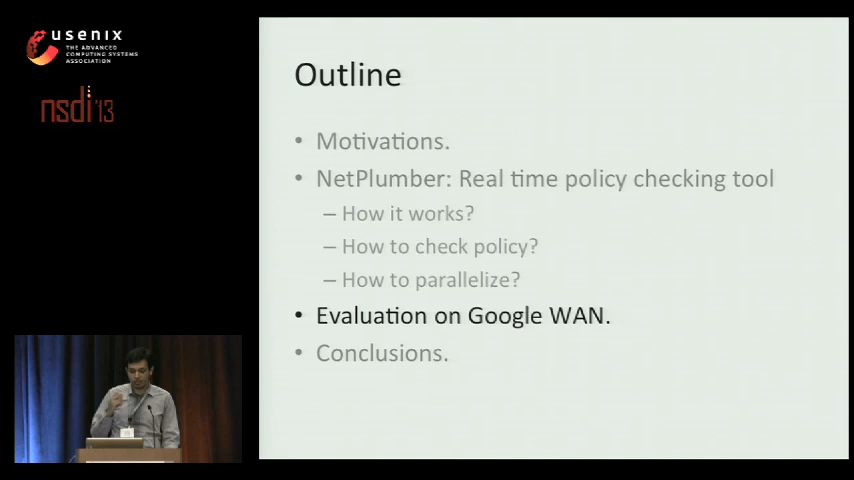 usenix
THE ADVANCED
COMPUTING SYSTEMS
ASSOCIATION
nsdi '13
Outline
• Motivations.
• NetPlumber: Real time policy checking tool
– How it works?
– How to check policy?
– How to parallelize?
• Evaluation on Google WAN.
• Conclusions.